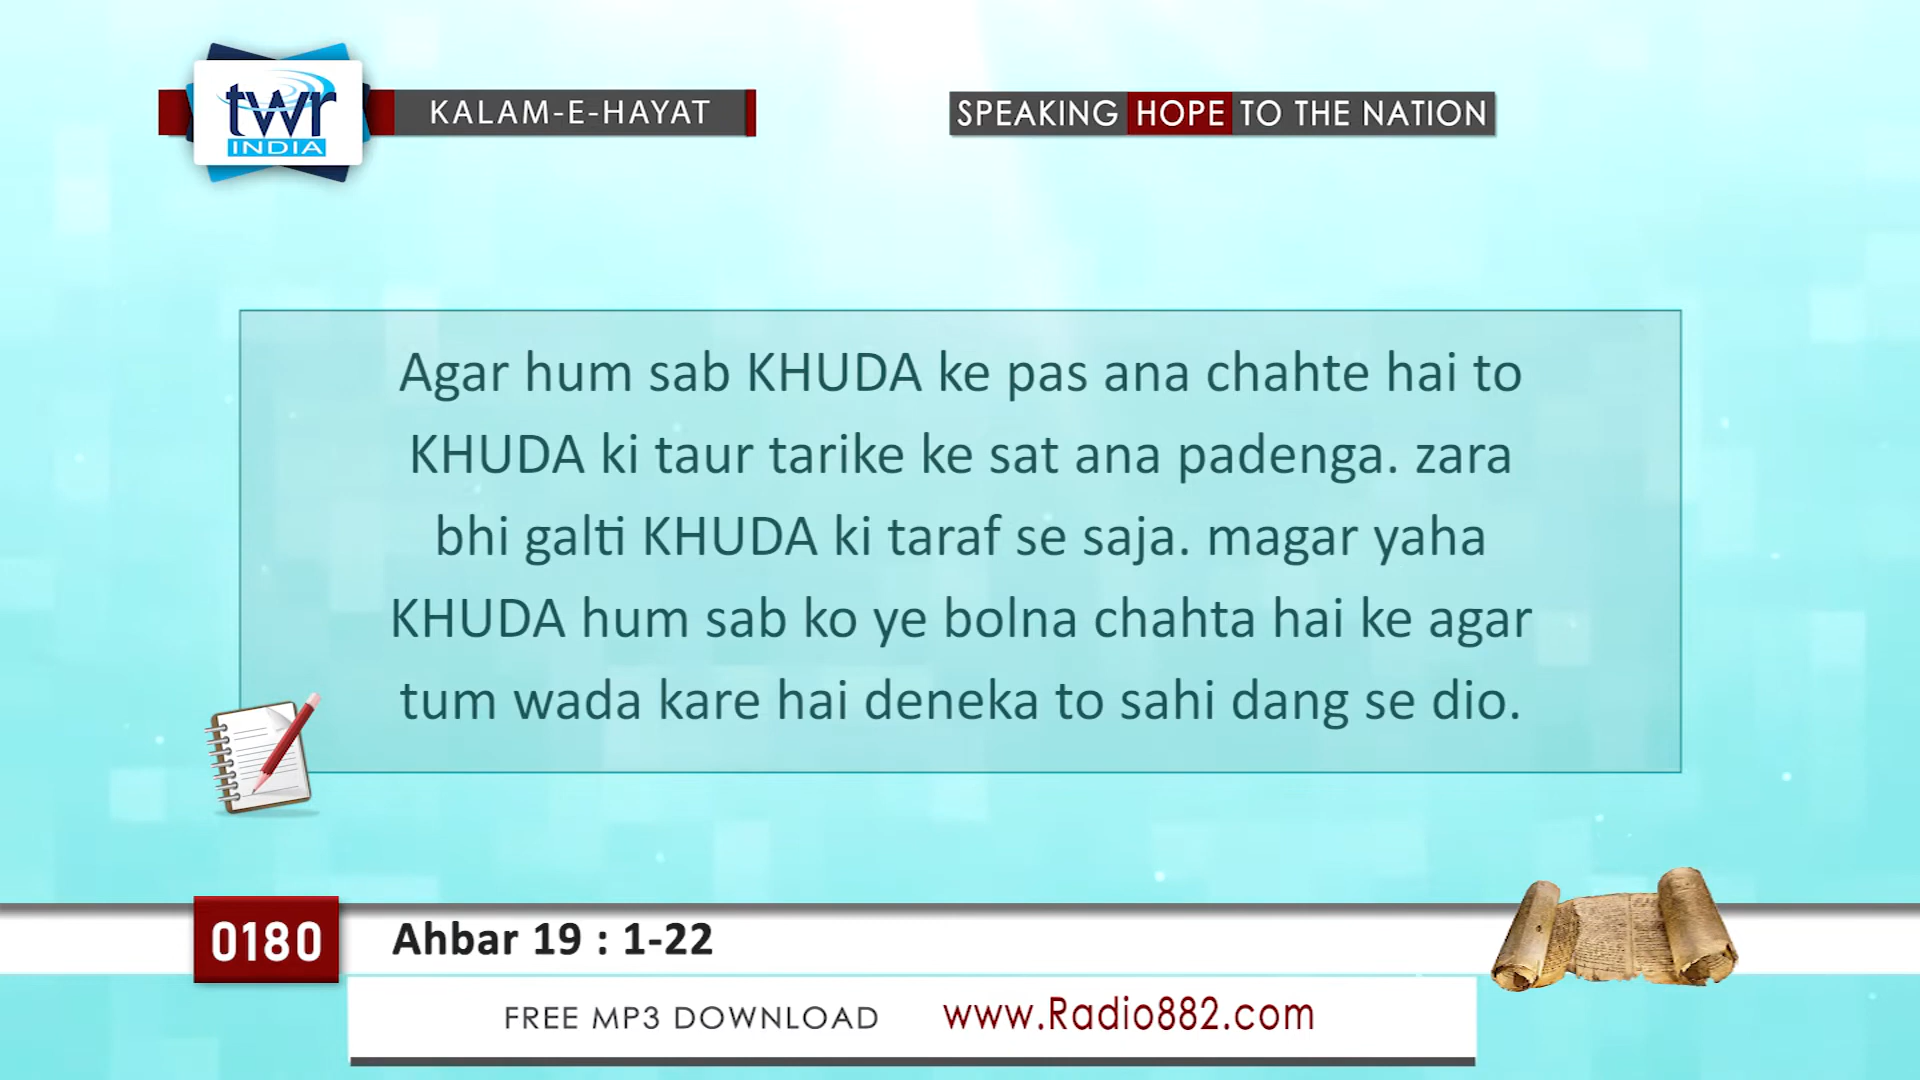 twr
INDIA
KALAM-E-HAYAT
SPEAKING HOPE TO THE NATION
Agar hum sab KHUDA ke pas ana chahte hai to
KHUDA ki taur tarike ke sat ana padenga. zara
bhi galti KHUDA ki taraf se saja. magar yaha
KHUDA hum sab ko ye bolna chahta hai ke agar
tum wada kare hai deneka to sahi dang se dio.
0180
Ahbar 19 : 1-22
FREE MP3 DOWNLOAD www.Radio882.com